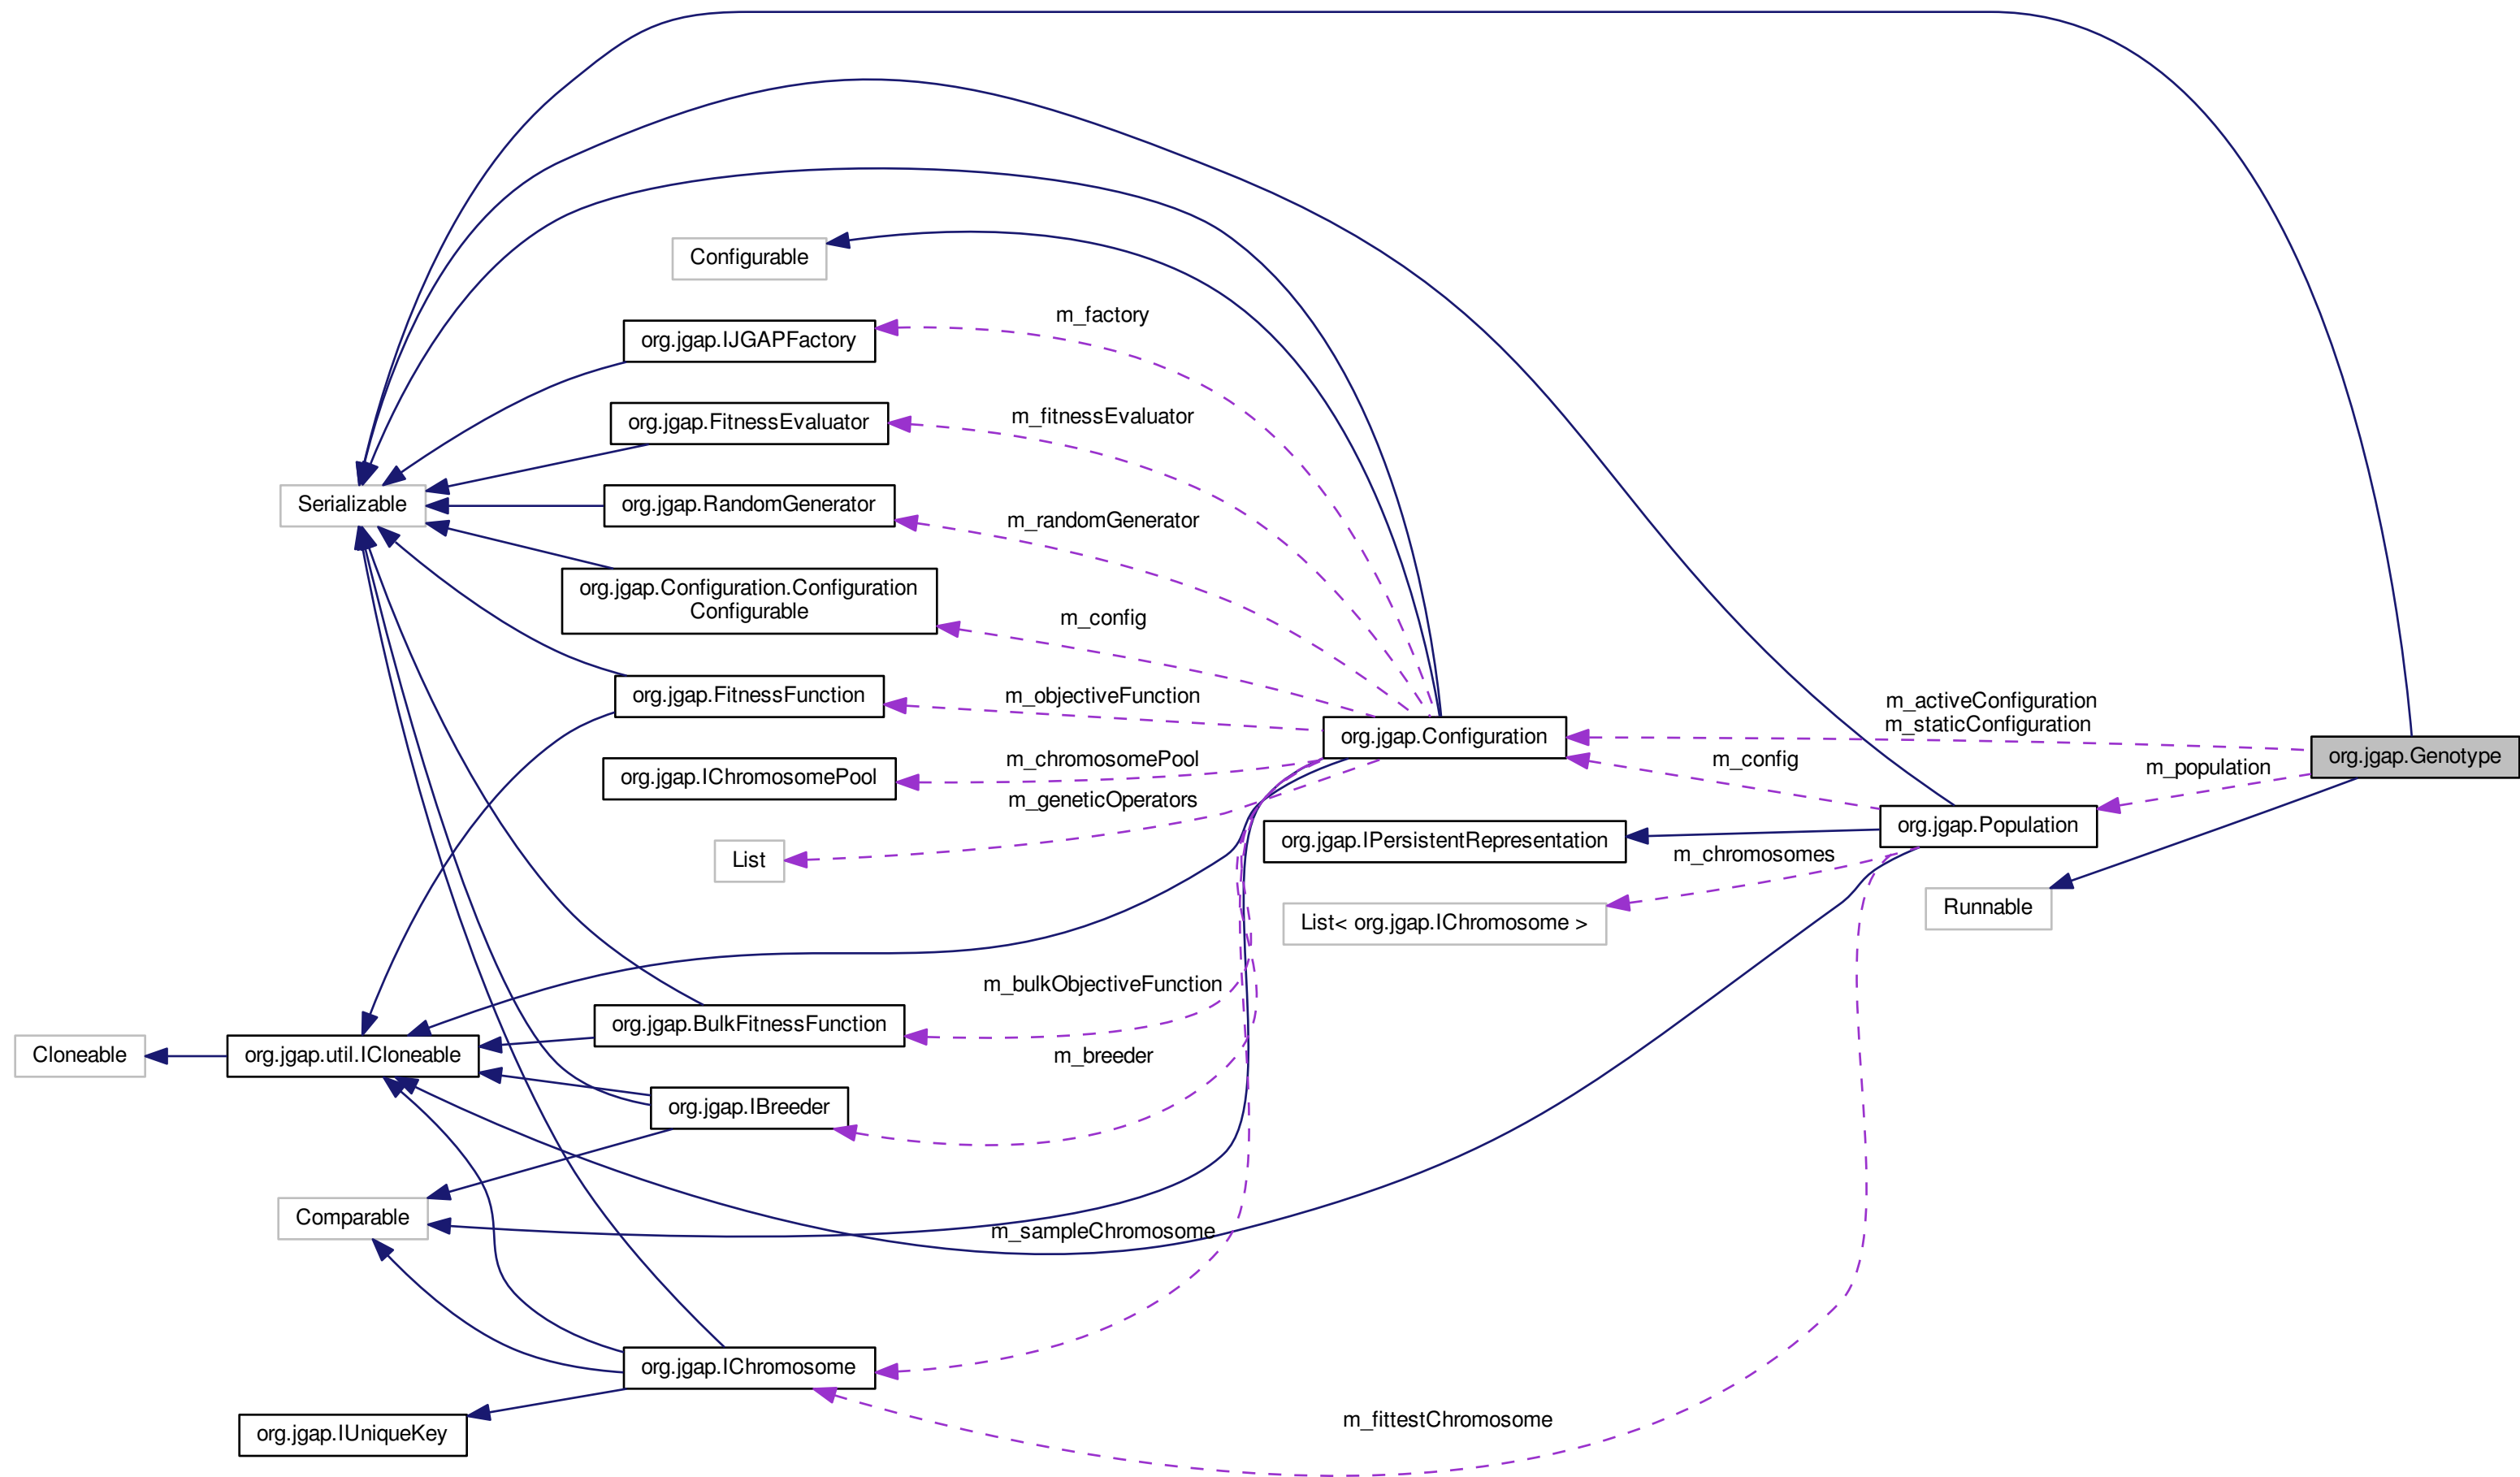 Configurable
m_factory
org.jgap.IJGAPFactory
m_fitnessEvaluator
org.jgap.FitnessEvaluator
Serializable
org.jgap.RandomGenerator
m_randomGenerator
org.jgap.Configuration.Configuration
Configurable
m_config
org.jgap.FitnessFunction
m_objectiveFunction
m_activeConfiguration
m_staticConfiguration
org.jgap.Configuration
org.jgap.Genotype
m_chromosomePool
m_config
m_population
org.jgap.IChromosomePool
m_geneticOperators
org.jgap.Population
org.jgap.IPersistentRepresentation
List
m_chromosomes
Runnable
List< org.jgap.IChromosome >
m_bulkObjectiveFunction
org.jgap.BulkFitnessFunction
Cloneable
org.jgap.util.ICloneable
m_breeder
org.jgap.IBreeder
Comparable
m_sampleChromosome
org.jgap.IChromosome
m_fittestChromosome
org.jgap.IUniqueKey